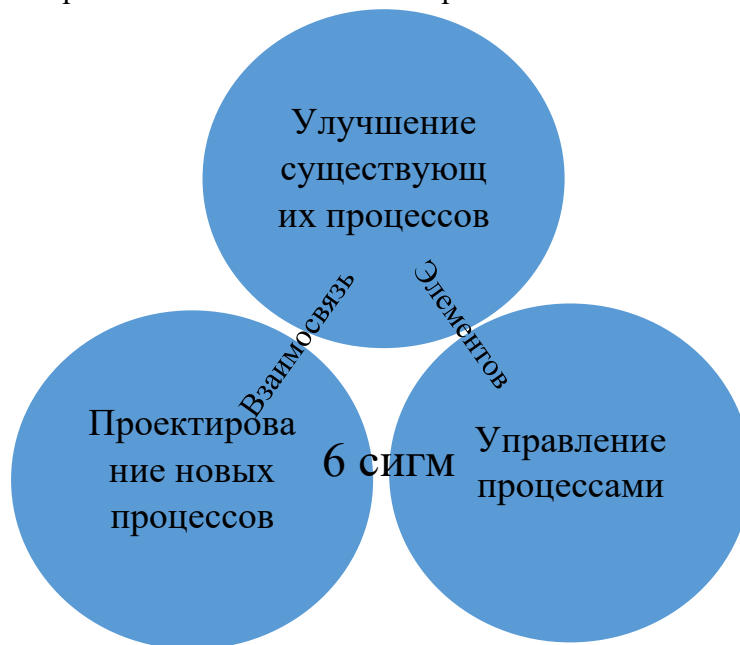 Улучшение
существующ
их процессов
Взаимосвязь
Элементов
Проектирова
ние новых
процессов
6 сигм
Управление
процессами